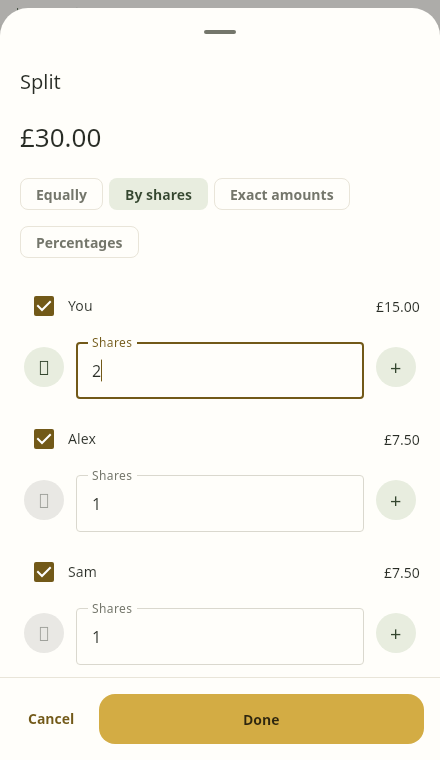 Split
£30.00
Equally By shares Exact amounts
Percentages
You £15.00
Shares
2 +
Alex £7.50
Shares
1 +
Sam £7.50
Shares
1 +
Cancel Done